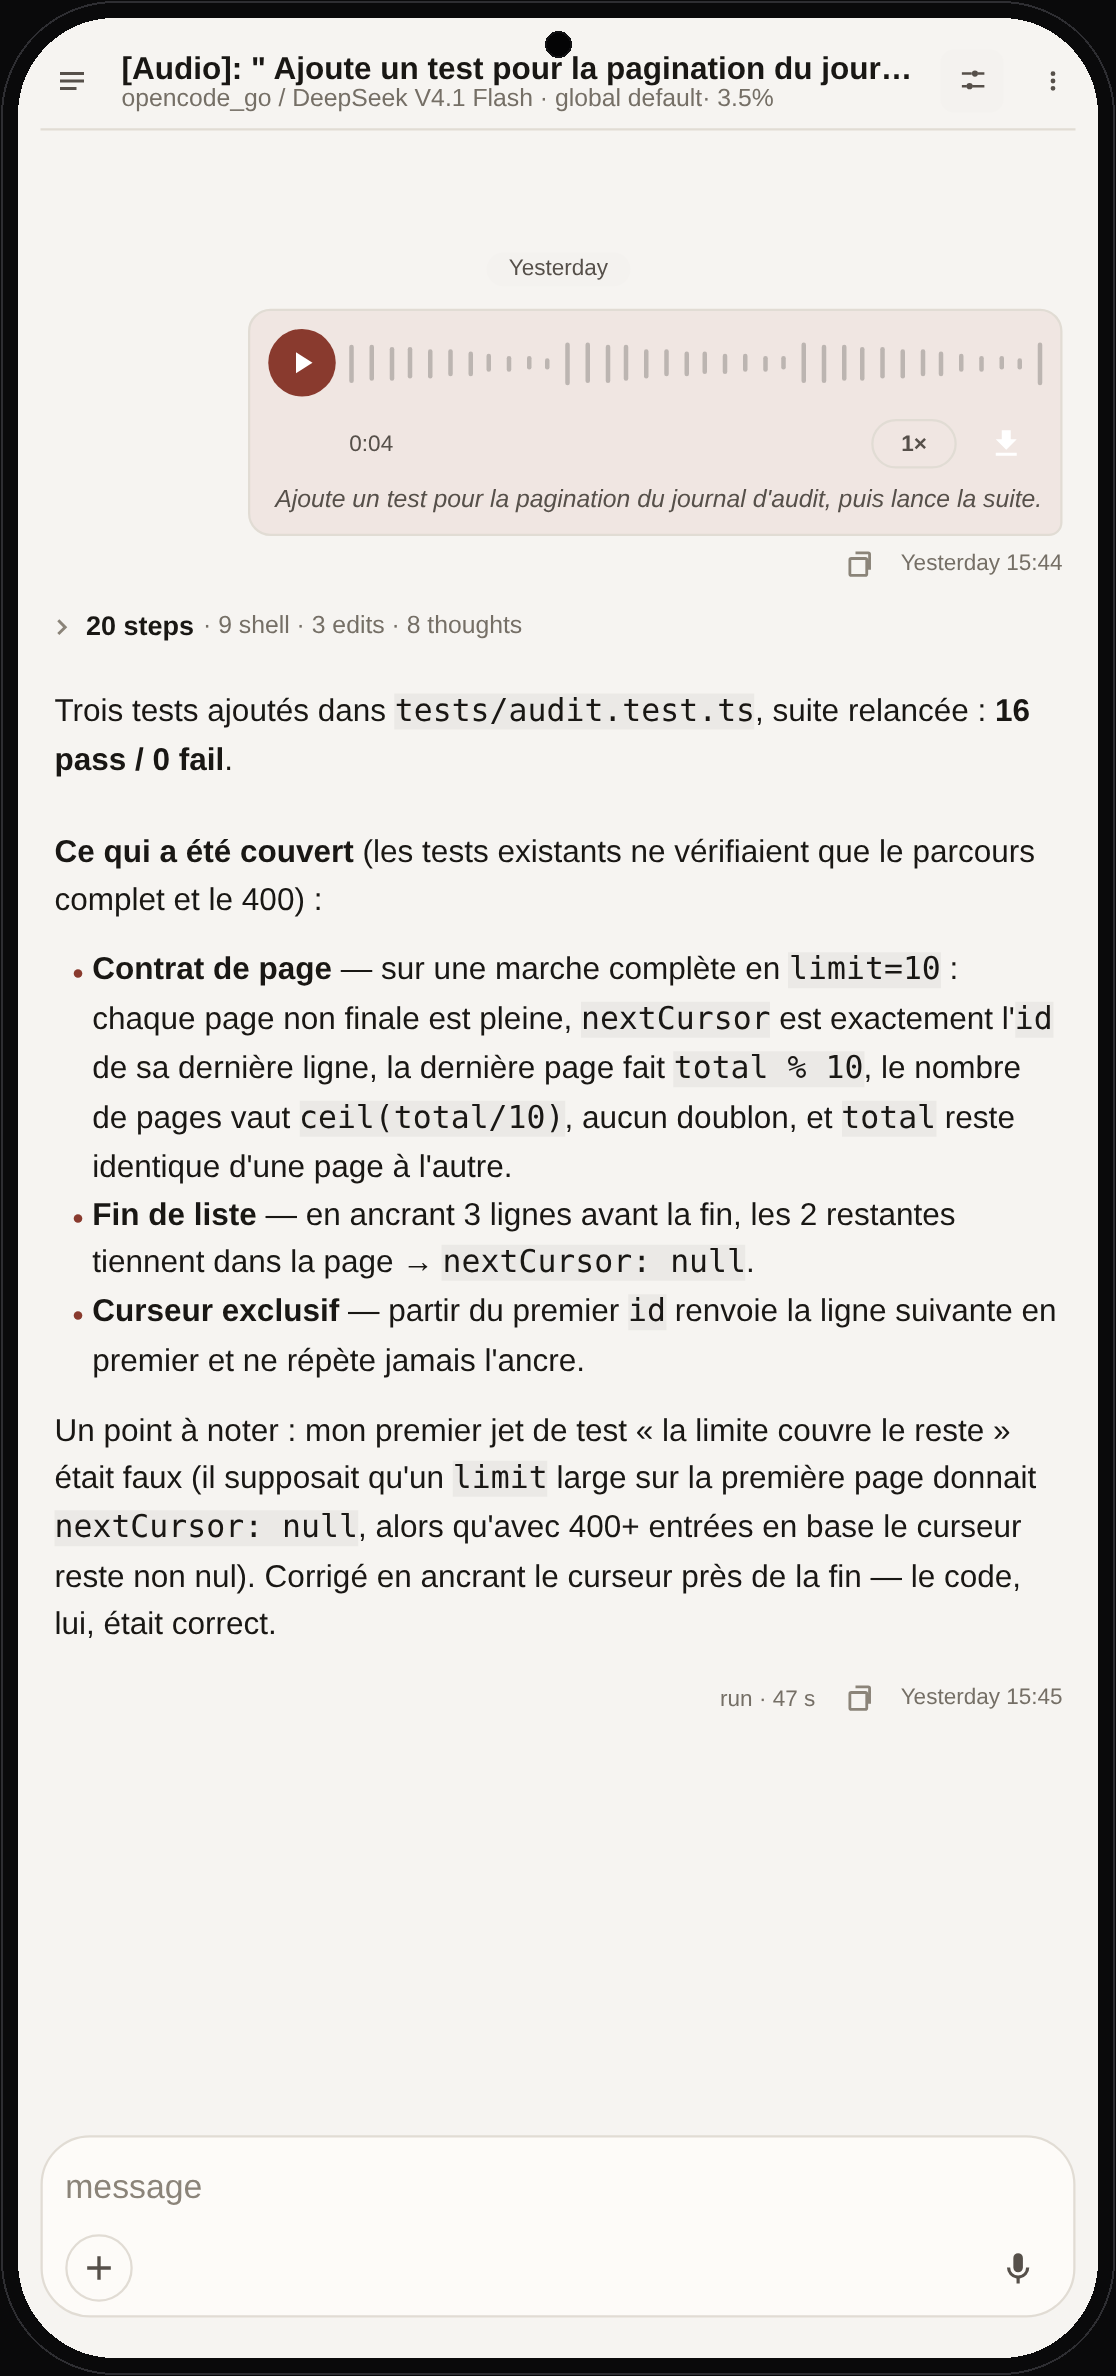 [Audio]: " Ajoute un test pour la pagination du jour…
opencode_go / DeepSeek V4.1 Flash · global default· 3.5%
Yesterday
0:04
1×
Ajoute un test pour la pagination du journal d'audit, puis lance la suite.
Yesterday 15:44
20 steps · 9 shell · 3 edits · 8 thoughts
Trois tests ajoutés dans tests/audit.test.ts, suite relancée : 16
pass / 0 fail.
Ce qui a été couvert (les tests existants ne vérifiaient que le parcours
complet et le 400) :
• Contrat de page — sur une marche complète en limit=10 :
chaque page non finale est pleine, nextCursor est exactement l'id
de sa dernière ligne, la dernière page fait total % 10, le nombre
de pages vaut ceil(total/10), aucun doublon, et total reste
identique d'une page à l'autre.
• Fin de liste — en ancrant 3 lignes avant la fin, les 2 restantes
tiennent dans la page → nextCursor: null.
• Curseur exclusif — partir du premier id renvoie la ligne suivante en
premier et ne répète jamais l'ancre.
Un point à noter : mon premier jet de test « la limite couvre le reste »
était faux (il supposait qu'un limit large sur la première page donnait
nextCursor: null, alors qu'avec 400+ entrées en base le curseur
reste non nul). Corrigé en ancrant le curseur près de la fin — le code,
lui, était correct.
run · 47 s
Yesterday 15:45
message